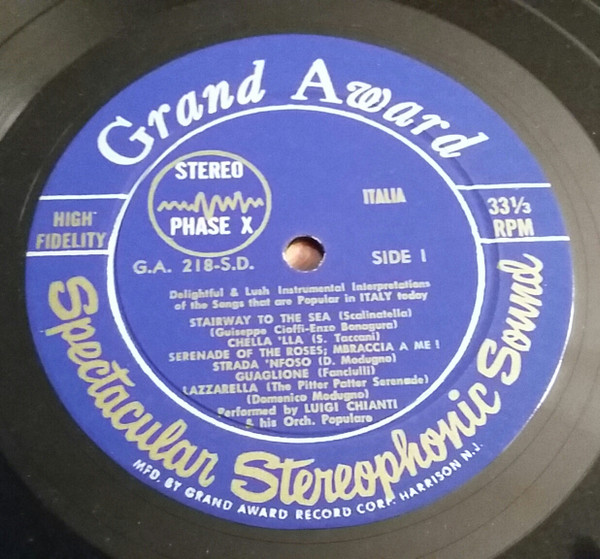 Grand Award
STEREO
PHASE X
ITALIA
HIGH
FIDELITY
33⅓
RPM
G.A. 218-S.D.
SIDE 1
Delightful & Lush Instrumental Interpretations
of the Songs that are Popular in ITALY today
STAIRWAY TO THE SEA (Scalinatella)
(Guiseppe Cioffi-Enzo Bonagura)
CHELLA 'LLA (S. Taccani)
SERENADE OF THE ROSES; MBRACCIA A ME !
STRADA 'NFOSO (D. Modugno)
GUAGLIONE (Fanciulli)
LAZZARELLA (The Pitter Patter Serenade)
(Domenico Modugno)
Performed by LUIGI CHIANTI
& his Orch. Populare
Spectacular Stereophonic Sound
MFD. BY GRAND AWARD RECORD CORP. HARRISON N.J.